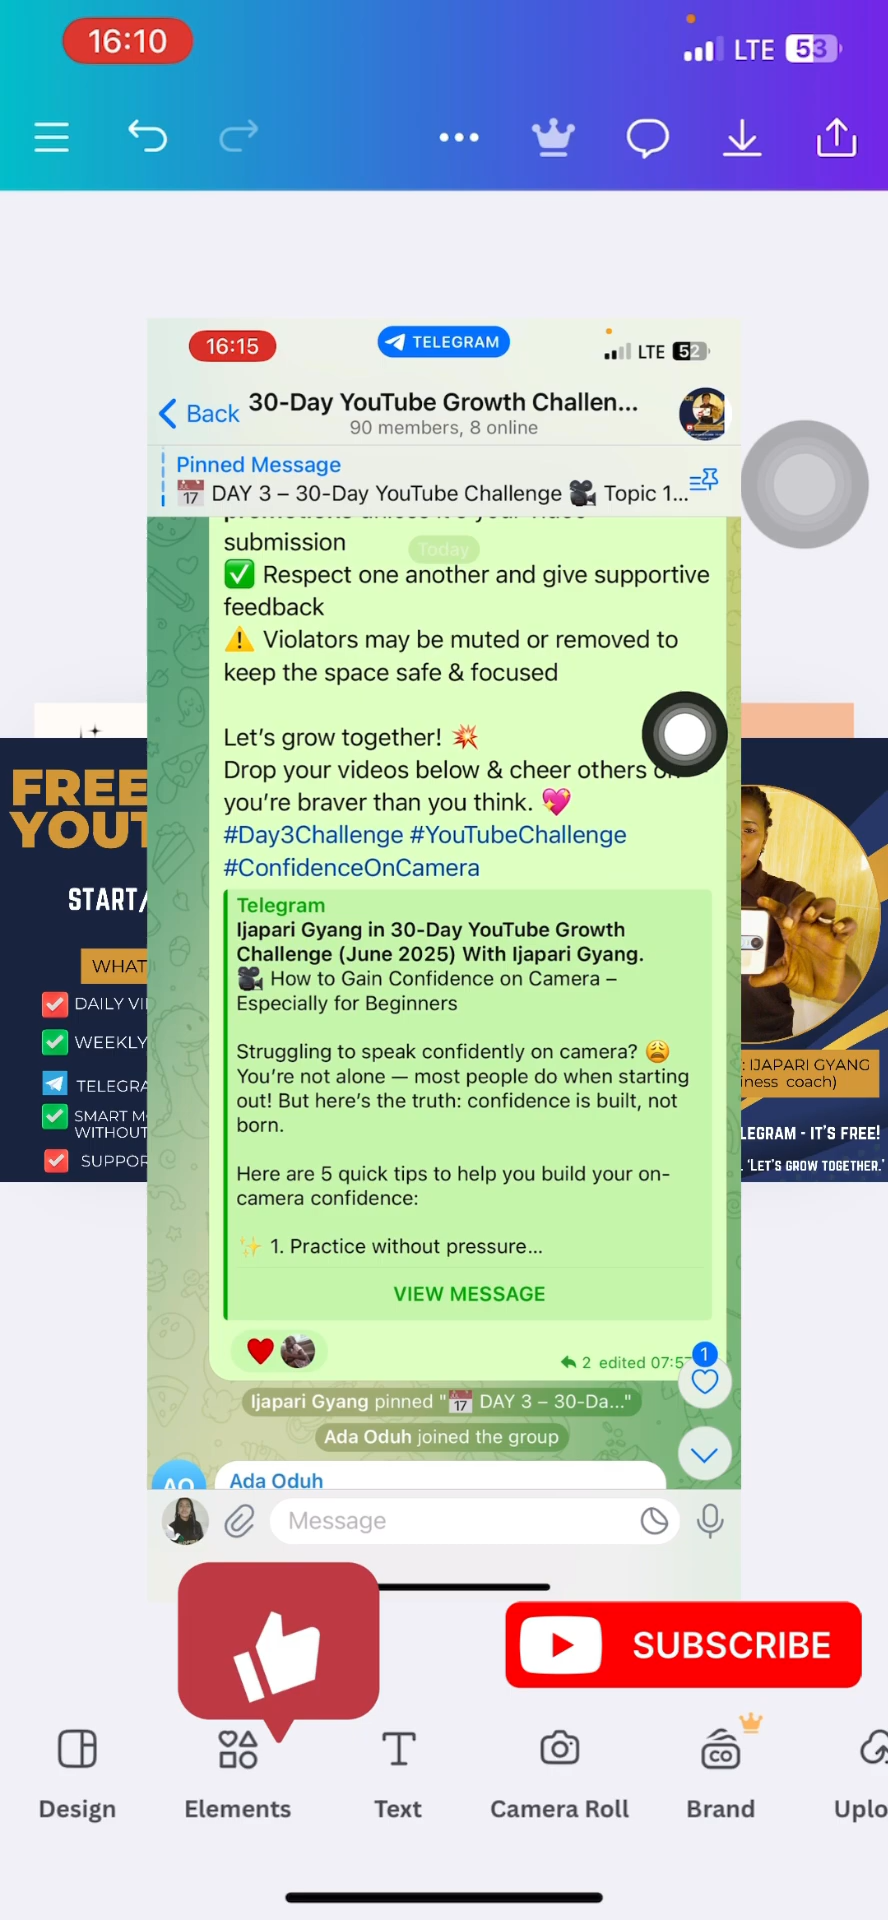 16:10
LTE 53
16:15
TELEGRAM
LTE 52
Back
30-Day YouTube Growth Challen...
90 members, 8 online
Pinned Message
17 DAY 3 – 30-Day YouTube Challenge Topic 1...
submission
Today
✅ Respect one another and give supportive
feedback
⚠️ Violators may be muted or removed to
keep the space safe & focused
Let's grow together! 💥
Drop your videos below & cheer others
you're braver than you think. 💖
#Day3Challenge #YouTubeChallenge
#ConfidenceOnCamera
Telegram
Ijapari Gyang in 30-Day YouTube Growth
Challenge (June 2025) With Ijapari Gyang.
🎥 How to Gain Confidence on Camera –
Especially for Beginners
Struggling to speak confidently on camera? 😩
You're not alone — most people do when starting
out! But here's the truth: confidence is built, not
born.
Here are 5 quick tips to help you build your on-
camera confidence:
✨ 1. Practice without pressure...
VIEW MESSAGE
2 edited 07:5
1
Ijapari Gyang pinned "17 DAY 3 – 30-Da..."
Ada Oduh joined the group
Ada Oduh
Message
FREE
YOUT
START/
WHAT
DAILY VI
WEEKLY
TELEGRA
SMART M
WITHOUT
SUPPOR
: IJAPARI GYANG
iness coach)
LEGRAM - IT'S FREE!
'LET'S GROW TOGETHER.'
SUBSCRIBE
Design
Elements
Text
Camera Roll
CO
Brand
Uplo